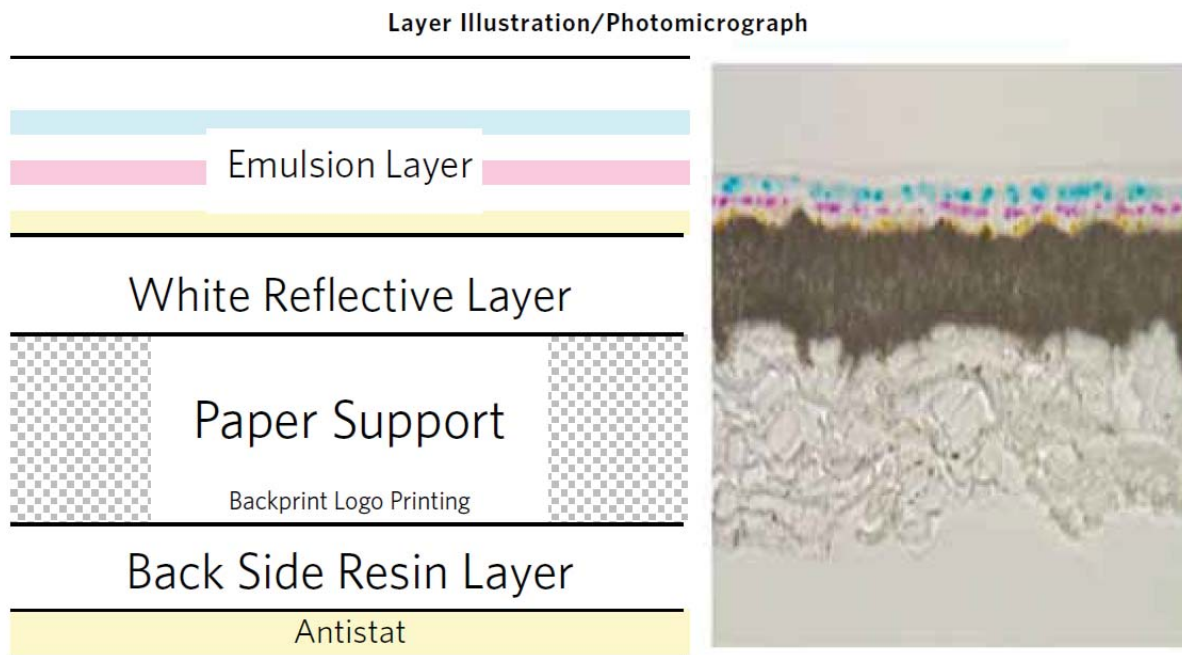 Layer Illustration/Photomicrograph
Emulsion Layer
White Reflective Layer
Paper Support
Backprint Logo Printing
Back Side Resin Layer
Antistat